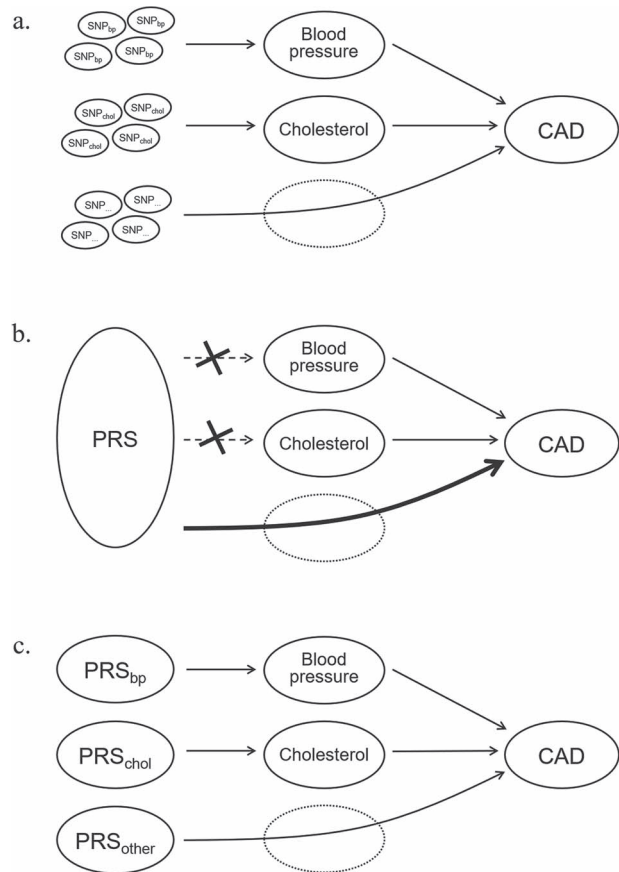 a.
SNPbp
SNPbp
SNPbp
SNPbp
Blood
pressure
SNPchol
SNPchol
SNPchol
SNPchol
Cholesterol
CAD
SNP...
SNP...
SNP...
SNP...
b.
PRS
Blood
pressure
Cholesterol
CAD
c.
PRSbp
Blood
pressure
PRSchol
Cholesterol
CAD
PRSother